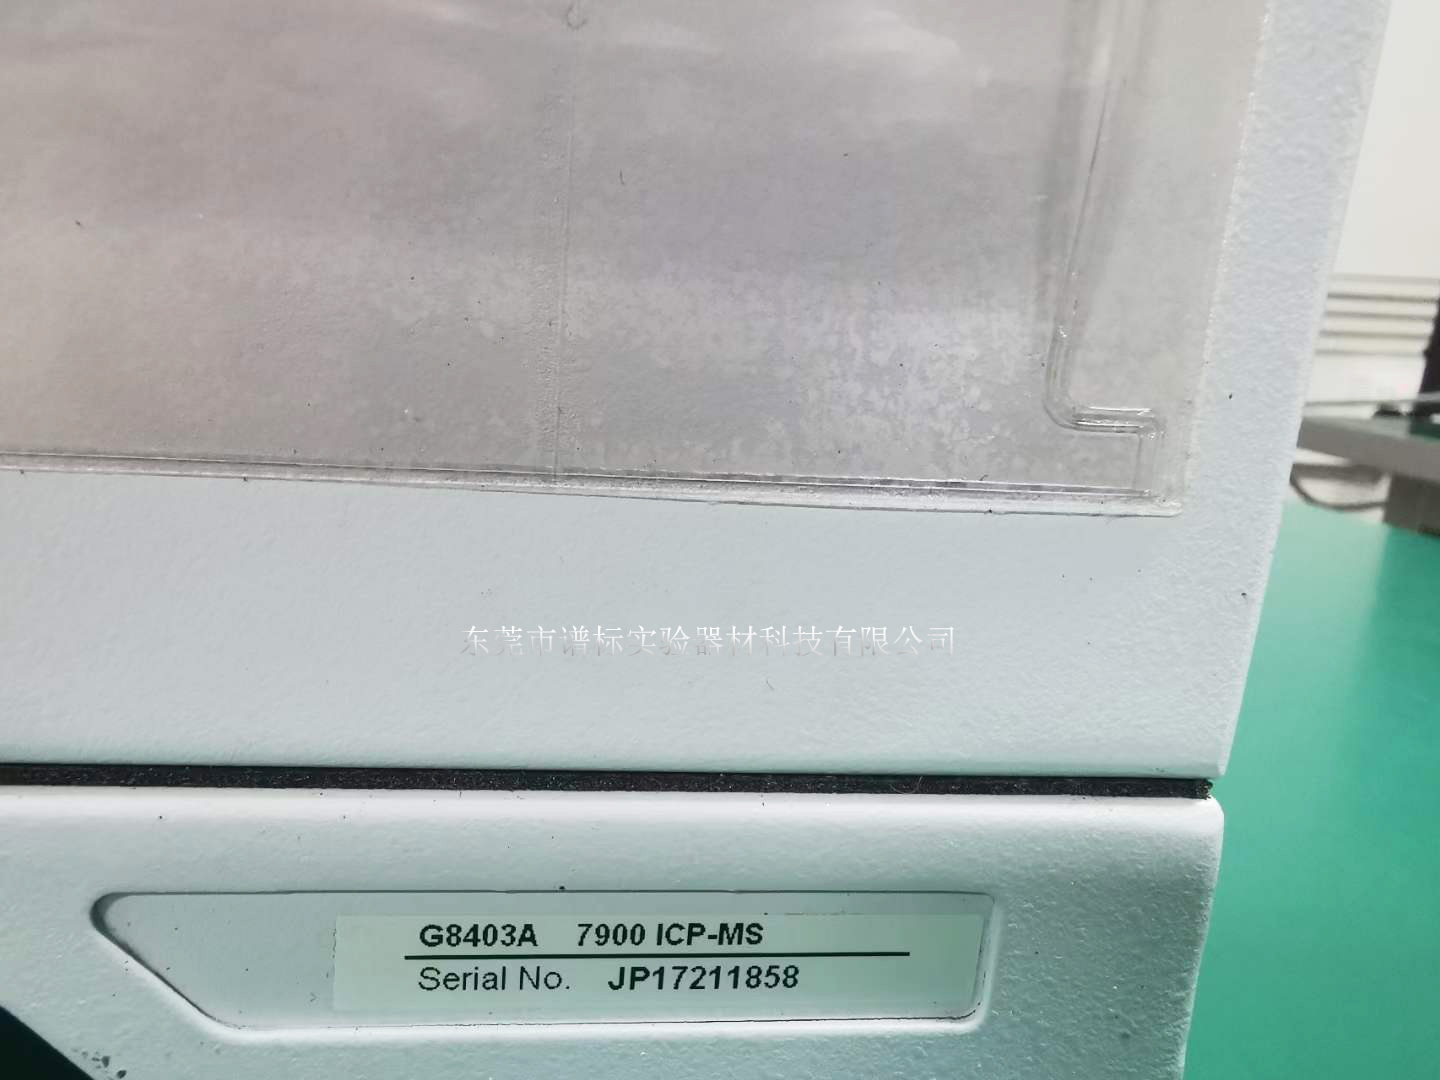 东莞市谱标实验器材科技有限公司
G8403A 7900 ICP-MS
Serial No. JP17211858